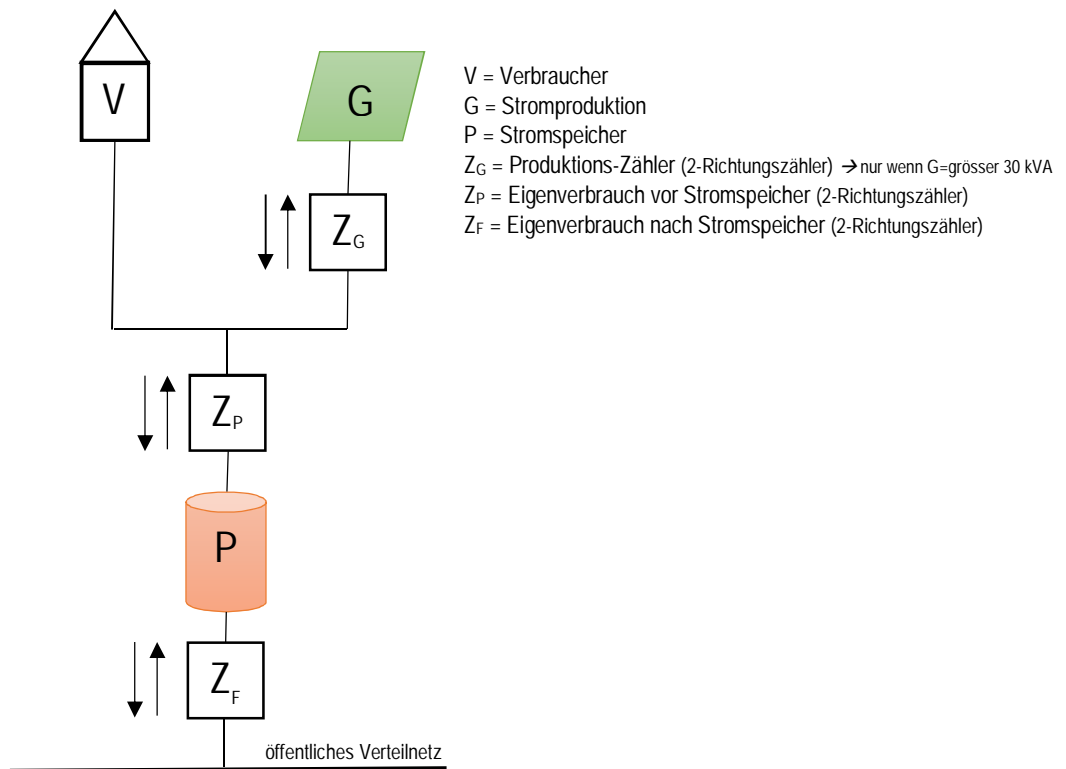 V
G
V = Verbraucher
G = Stromproduktion
P = Stromspeicher
ZG = Produktions-Zähler (2-Richtungszähler) → nur wenn G=grösser 30 kVA
ZP = Eigenverbrauch vor Stromspeicher (2-Richtungszähler)
ZF = Eigenverbrauch nach Stromspeicher (2-Richtungszähler)
ZG
ZP
P
ZF
öffentliches Verteilnetz